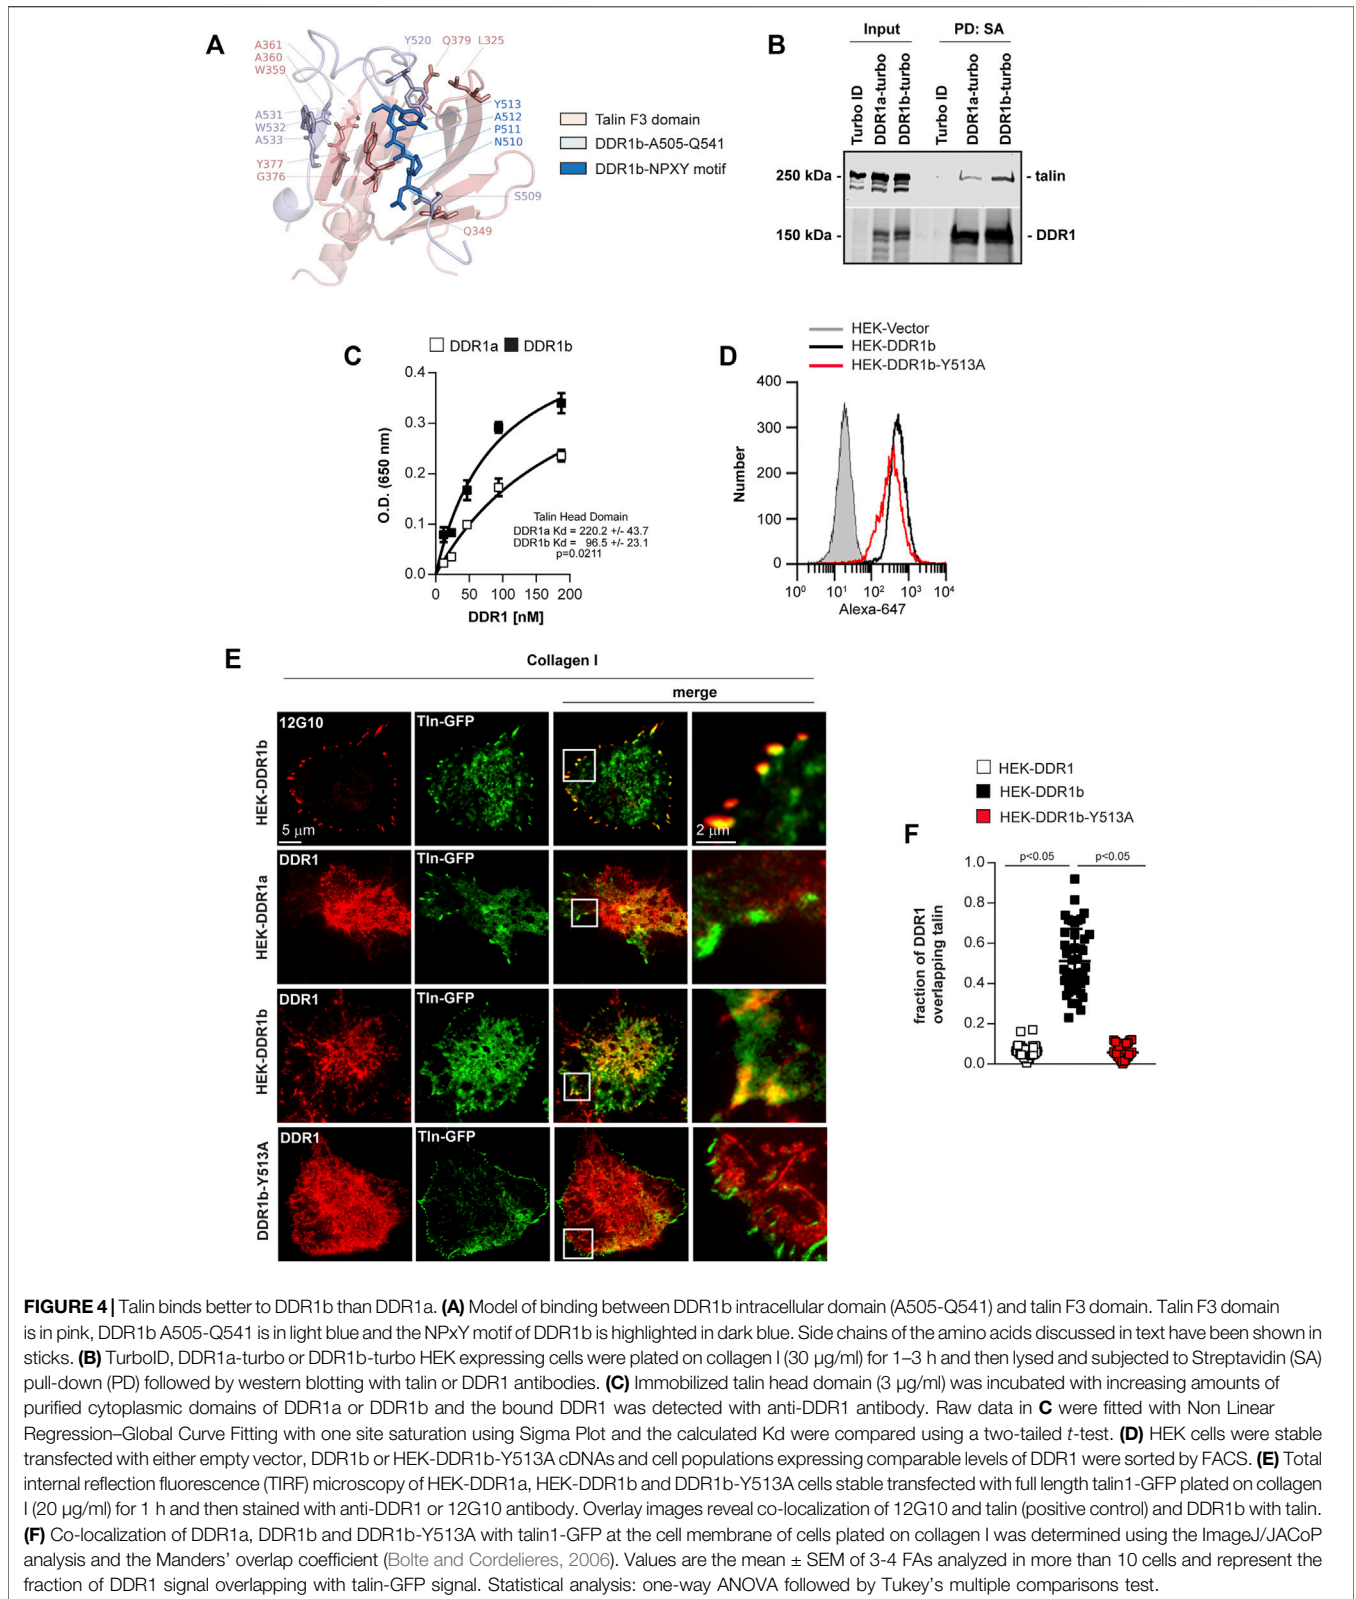 A
A361
A360
W359
Y520
Q379
L325
A531
W532
A533
Y377
G376
Y513
A512
P511
N510
S509
Q349
Talin F3 domain
DDR1b-A505-Q541
DDR1b-NPXY motif
B
Input
PD: SA
Turbo ID
DDR1a-turbo
DDR1b-turbo
Turbo ID
DDR1a-turbo
DDR1b-turbo
250 kDa -
- talin
150 kDa -
- DDR1
C
DDR1a
DDR1b
0.4
0.3
0.2
0.1
0.0
O.D. (650 nm)
Talin Head Domain
DDR1a Kd = 220.2 +/- 43.7
DDR1b Kd = 96.5 +/- 23.1
p=0.0211
0 50 100 150 200
DDR1 [nM]
D
HEK-Vector
HEK-DDR1b
HEK-DDR1b-Y513A
400
300
200
100
0
Number
10⁰ 10¹ 10² 10³ 10⁴
Alexa-647
E
Collagen I
merge
HEK-DDR1b
12G10
Tln-GFP
5 µm
2 µm
HEK-DDR1a
DDR1
Tln-GFP
HEK-DDR1b
DDR1
Tln-GFP
DDR1b-Y513A
DDR1
Tln-GFP
HEK-DDR1
HEK-DDR1b
HEK-DDR1b-Y513A
F
p<0.05
p<0.05
1.0
0.8
0.6
0.4
0.2
0.0
fraction of DDR1
overlapping talin
FIGURE 4 | Talin binds better to DDR1b than DDR1a. (A) Model of binding between DDR1b intracellular domain (A505-Q541) and talin F3 domain. Talin F3 domain
is in pink, DDR1b A505-Q541 is in light blue and the NPxY motif of DDR1b is highlighted in dark blue. Side chains of the amino acids discussed in text have been shown in
sticks. (B) TurboID, DDR1a-turbo or DDR1b-turbo HEK expressing cells were plated on collagen I (30 µg/ml) for 1–3 h and then lysed and subjected to Streptavidin (SA)
pull-down (PD) followed by western blotting with talin or DDR1 antibodies. (C) Immobilized talin head domain (3 µg/ml) was incubated with increasing amounts of
purified cytoplasmic domains of DDR1a or DDR1b and the bound DDR1 was detected with anti-DDR1 antibody. Raw data in C were fitted with Non Linear
Regression–Global Curve Fitting with one site saturation using Sigma Plot and the calculated Kd were compared using a two-tailed t-test. (D) HEK cells were stable
transfected with either empty vector, DDR1b or HEK-DDR1b-Y513A cDNAs and cell populations expressing comparable levels of DDR1 were sorted by FACS. (E) Total
internal reflection fluorescence (TIRF) microscopy of HEK-DDR1a, HEK-DDR1b and DDR1b-Y513A cells stable transfected with full length talin1-GFP plated on collagen
I (20 µg/ml) for 1 h and then stained with anti-DDR1 or 12G10 antibody. Overlay images reveal co-localization of 12G10 and talin (positive control) and DDR1b with talin.
(F) Co-localization of DDR1a, DDR1b and DDR1b-Y513A with talin1-GFP at the cell membrane of cells plated on collagen I was determined using the ImageJ/JACoP
analysis and the Manders' overlap coefficient (Bolte and Cordelieres, 2006). Values are the mean ± SEM of 3-4 FAs analyzed in more than 10 cells and represent the
fraction of DDR1 signal overlapping with talin-GFP signal. Statistical analysis: one-way ANOVA followed by Tukey's multiple comparisons test.